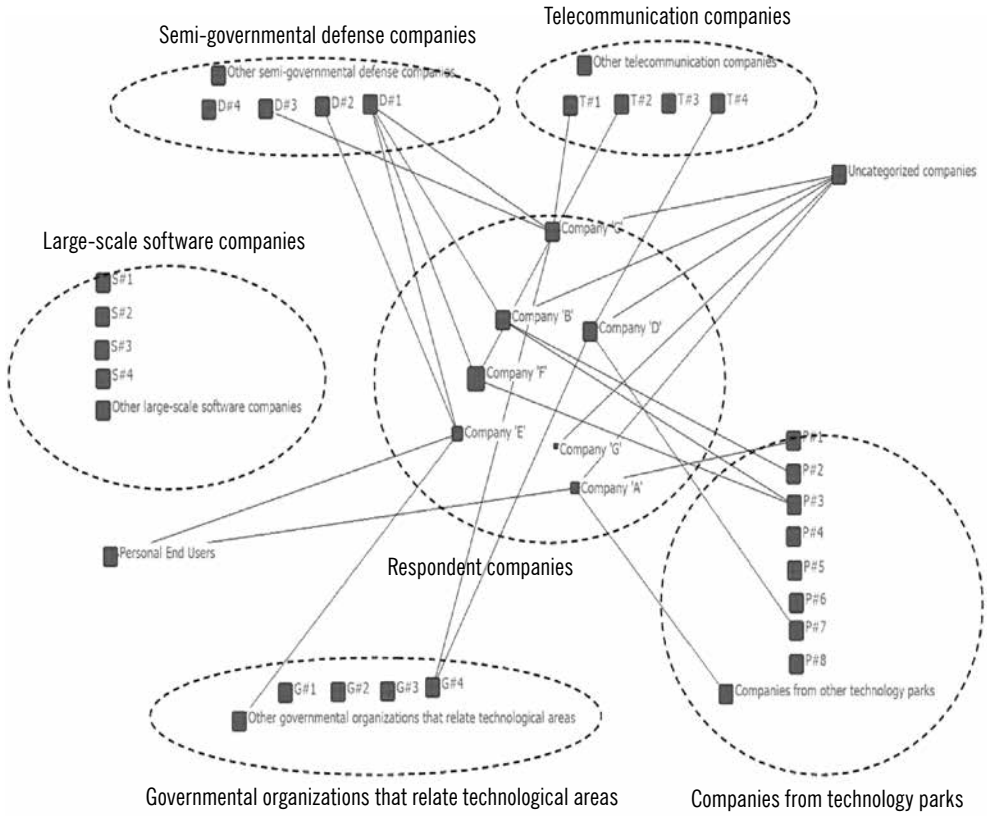 Telecommunication companies
Semi-governmental defense companies
Other semi-governmental defense companies
Other telecommunication companies
D#4
D#3
D#2
D#1
T#1
T#2
T#3
T#4
Uncategorized companies
Large-scale software companies
S#1
S#2
S#3
S#4
Other large-scale software companies
Company 'C'
Company 'B'
Company 'D'
Company 'F'
Company 'E'
Company 'G'
Company 'A'
Personal End Users
Respondent companies
P#1
P#2
P#3
P#4
P#5
P#6
P#7
P#8
Companies from other technology parks
G#1
G#2
G#3
G#4
Other governmental organizations that relate technological areas
Governmental organizations that relate technological areas
Companies from technology parks